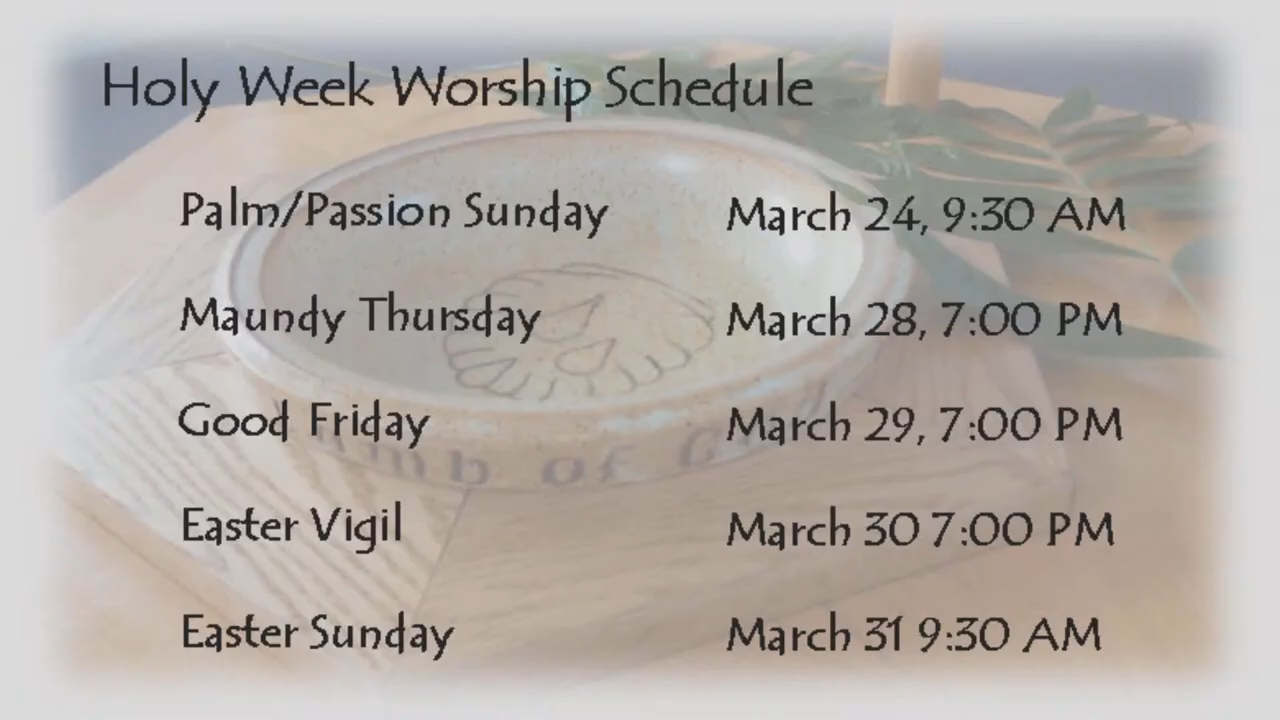 Holy Week Worship Schedule
Palm/Passion Sunday March 24, 9:30 AM
Maundy Thursday March 28, 7:00 PM
Good Friday March 29, 7:00 PM
mb of G
Easter Vigil March 30 7:00 PM
Easter Sunday March 31 9:30 AM